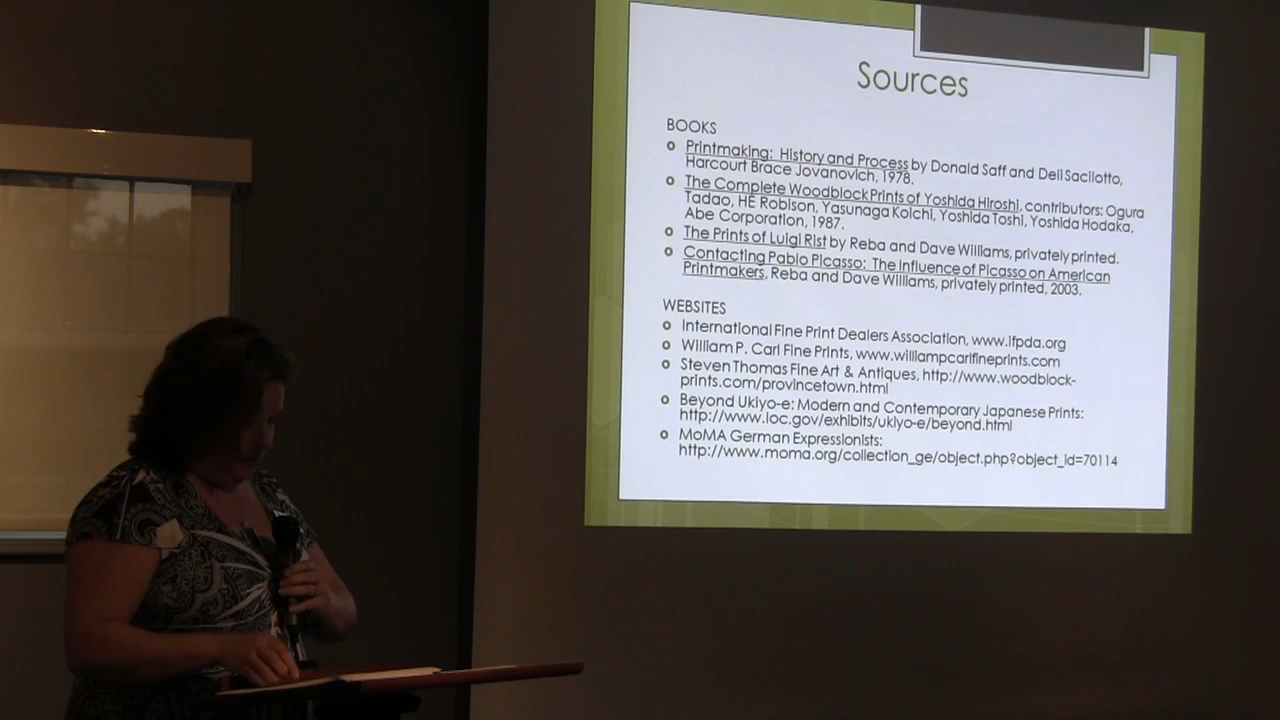 Sources
BOOKS
Printmaking: History and Process by Donald Saff and Deli Sacilotto,
Harcourt Brace Jovanovich, 1978.
The Complete Woodblock Prints of Yoshida Hiroshi, contributors: Ogura
Tadao, HE Robison, Yasunaga Koichi, Yoshida Toshi, Yoshida Hodaka,
Abe Corporation, 1987.
The Prints of Luigi Rist by Reba and Dave Williams, privately printed.
Contacting Pablo Picasso: The Influence of Picasso on American
Printmakers, Reba and Dave Williams, privately printed, 2003.
WEBSITES
International Fine Print Dealers Association, www.ifpda.org
William P. Carl Fine Prints, www.williampcarlfineprints.com
Steven Thomas Fine Art & Antiques, http://www.woodblock-
prints.com/provincetown.html
Beyond Ukiyo-e: Modern and Contemporary Japanese Prints:
http://www.loc.gov/exhibits/ukiyo-e/beyond.html
MoMA German Expressionists:
http://www.moma.org/collection_ge/object.php?object_id=70114